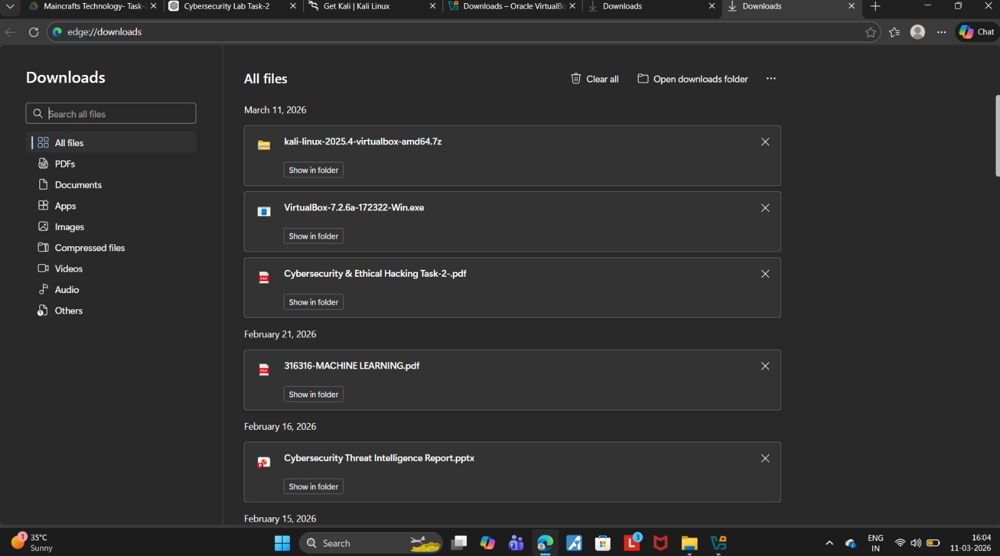 Maincrafts Technology- Task-
Cybersecurity Lab Task-2
Get Kali | Kali Linux
Downloads – Oracle VirtualBo
Downloads
Downloads
edge://downloads
Chat
Downloads
Search all files
All files
PDFs
Documents
Apps
Images
Compressed files
Videos
Audio
Others
All files
Clear all
Open downloads folder
March 11, 2026
kali-linux-2025.4-virtualbox-amd64.7z
Show in folder
VirtualBox-7.2.6a-172322-Win.exe
Show in folder
PDF
Cybersecurity & Ethical Hacking Task-2-.pdf
Show in folder
February 21, 2026
PDF
316316-MACHINE LEARNING.pdf
Show in folder
February 16, 2026
P
Cybersecurity Threat Intelligence Report.pptx
Show in folder
February 15, 2026
1
35°C
Sunny
Search
L
3
ENG
IN
16:04
11-03-2026